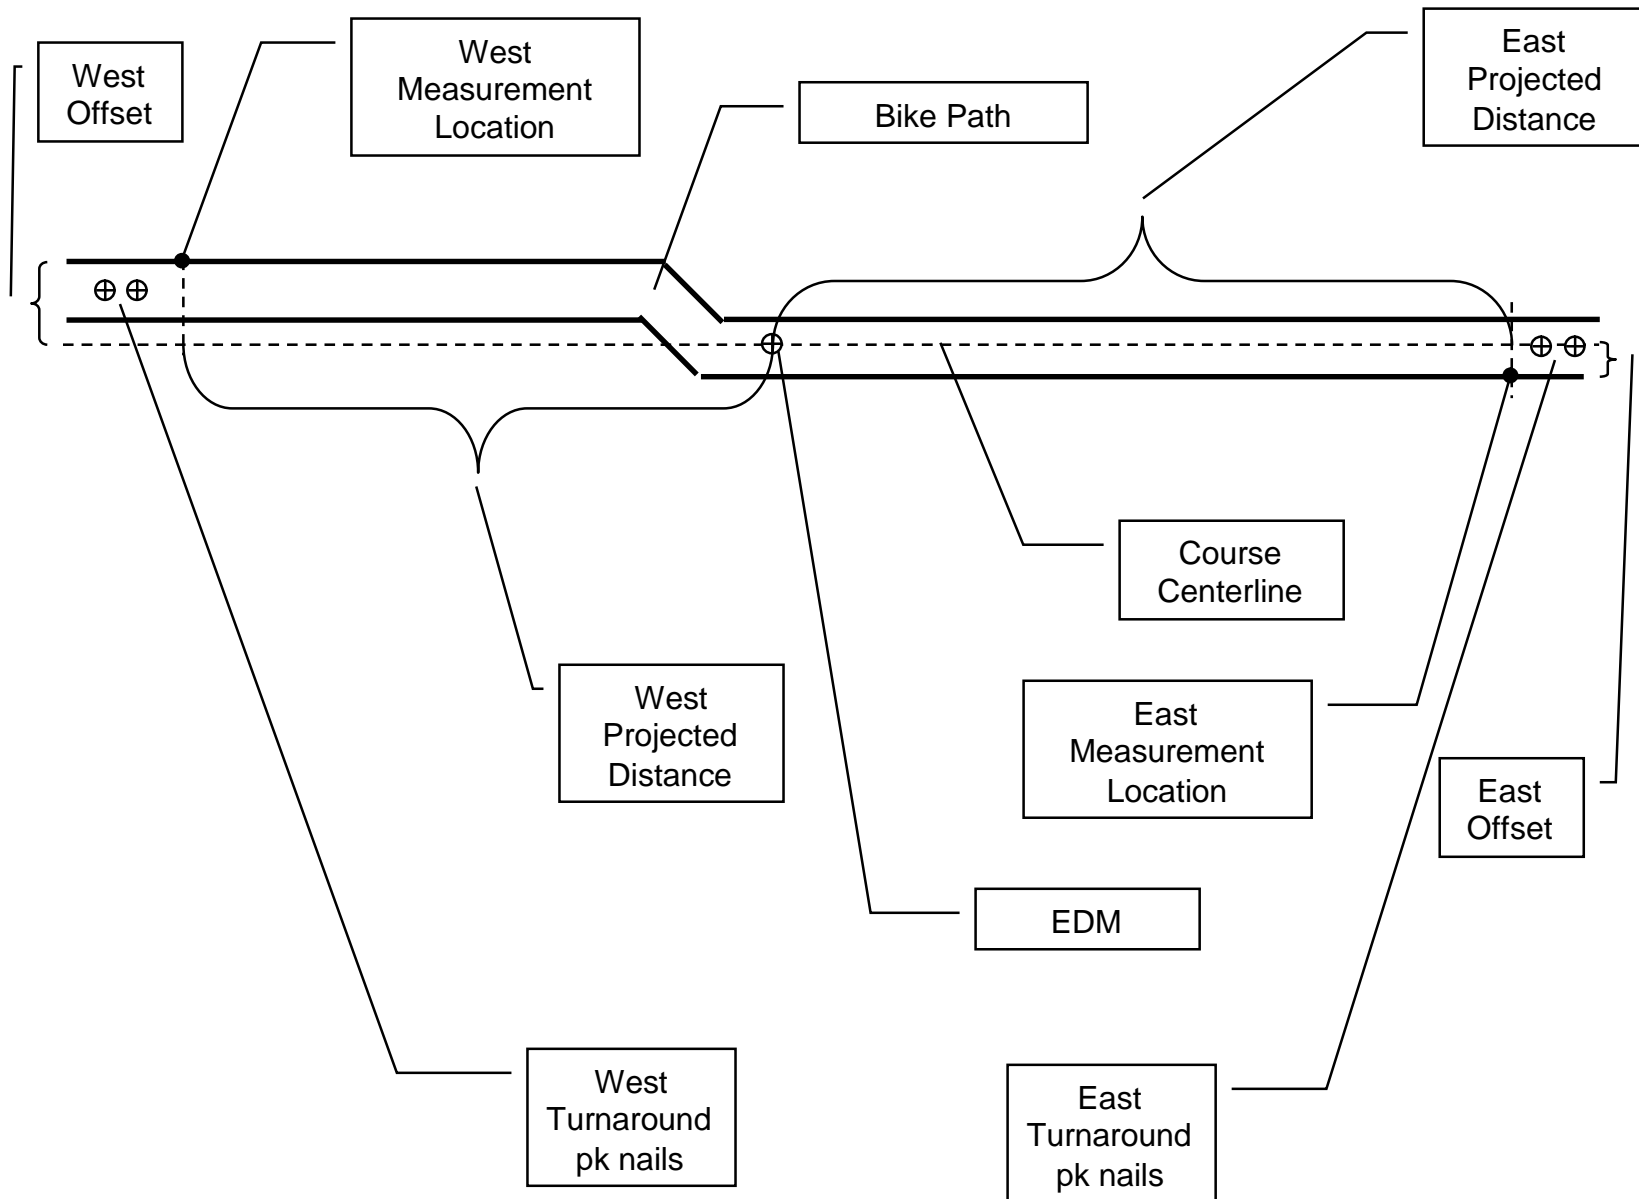 West
Offset
West
Measurement
Location
Bike Path
East
Projected
Distance
Course
Centerline
West
Projected
Distance
East
Measurement
Location
East
Offset
EDM
West
Turnaround
pk nails
East
Turnaround
pk nails